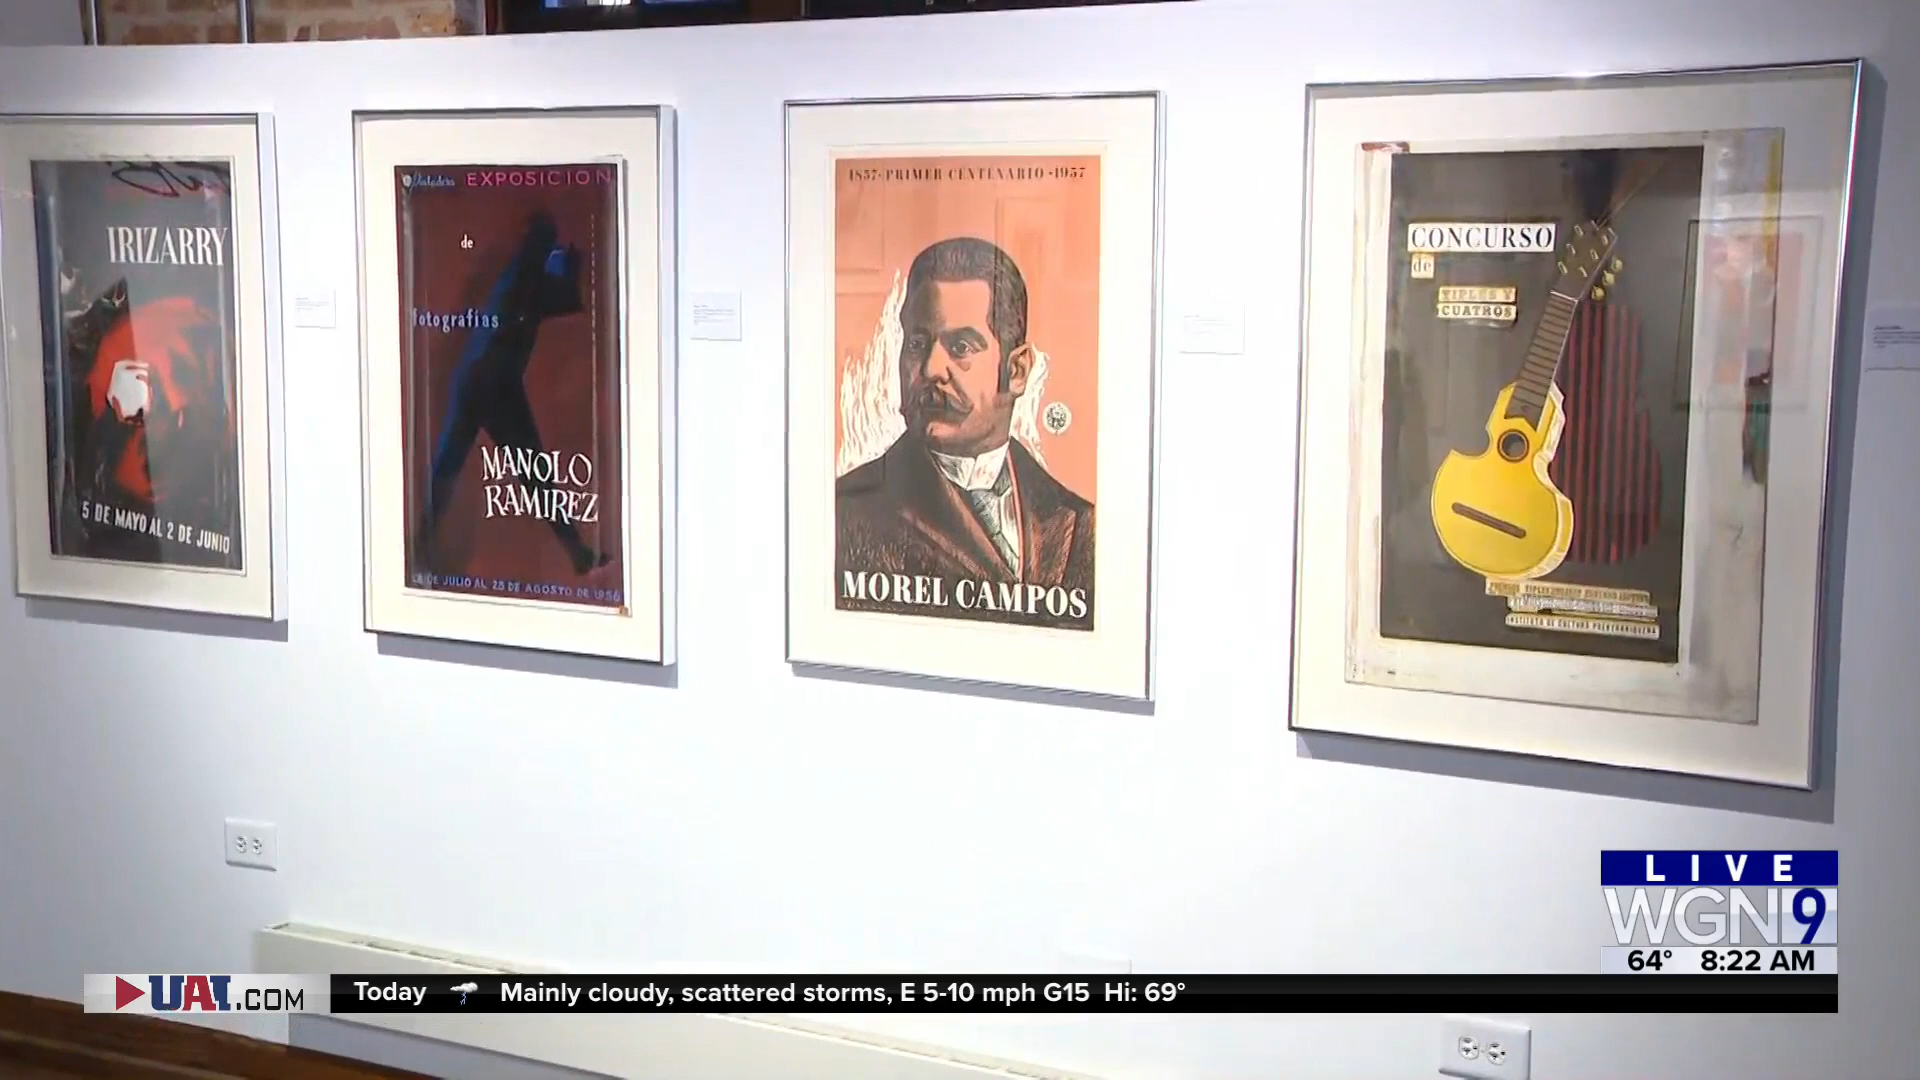 IRIZARRY
5 DE MAYO AL 2 DE JUNIO
EXPOSICION
de
fotografías
MANOLO
RAMIREZ
DE JULIO AL 25 DE AGOSTO DE 1956
1857 · PRIMER CENTENARIO · 1957
MOREL CAMPOS
CONCURSO
de
TIPLES Y
CUATROS
INSTITUTO DE CULTURA PUERTORRIQUEÑA
LIVE
WGN9
64° 8:22 AM
UAI.COM
Today Mainly cloudy, scattered storms, E 5-10 mph G15 Hi: 69°